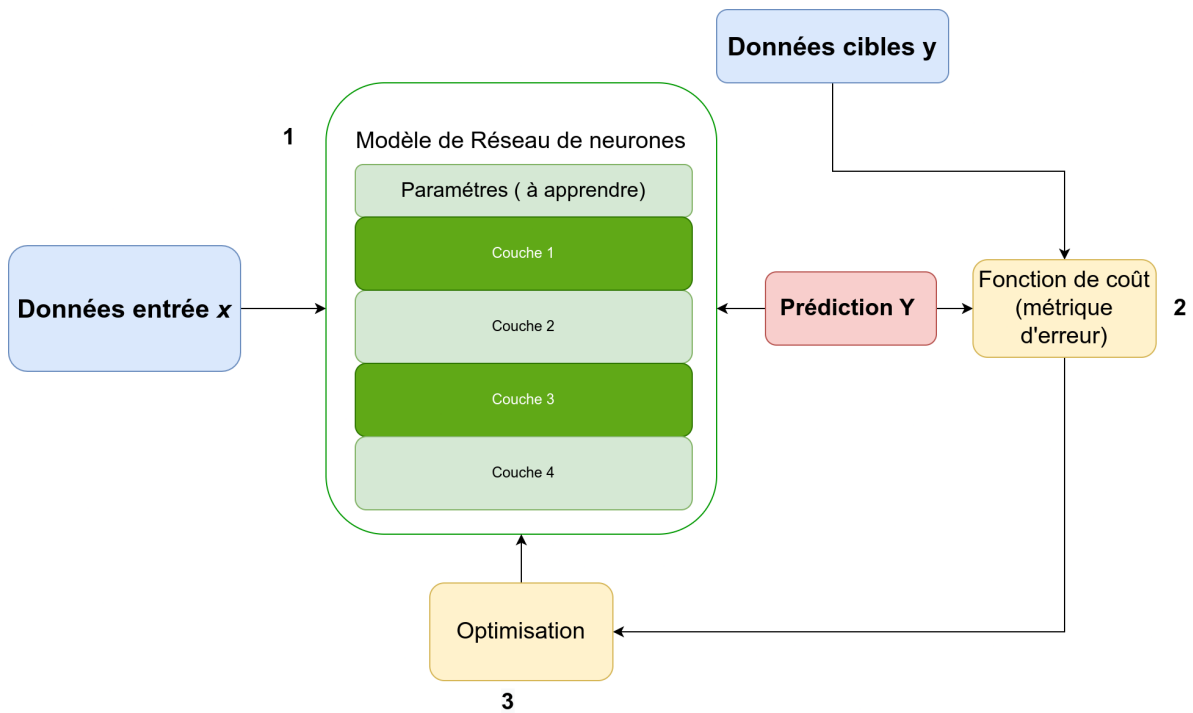 Données cibles y
1
Modèle de Réseau de neurones
Paramétres ( à apprendre)
Couche 1
Données entrée x
Couche 2
Prédiction Y
Fonction de coût
(métrique
d'erreur)
2
Couche 3
Couche 4
Optimisation
3